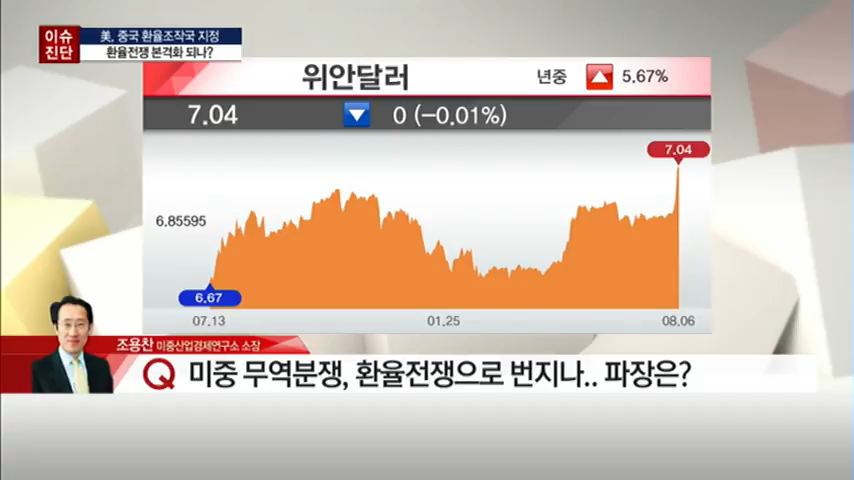 이슈
진단
美, 중국 환율조작국 지정
환율전쟁 본격화 되나?
위안달러
년중 5.67%
7.04 0 (-0.01%)
7.04
6.85595
6.67
07.13 01.25 08.06
조용찬 미중산업경제연구소 소장
Q 미중 무역분쟁, 환율전쟁으로 번지나.. 파장은?